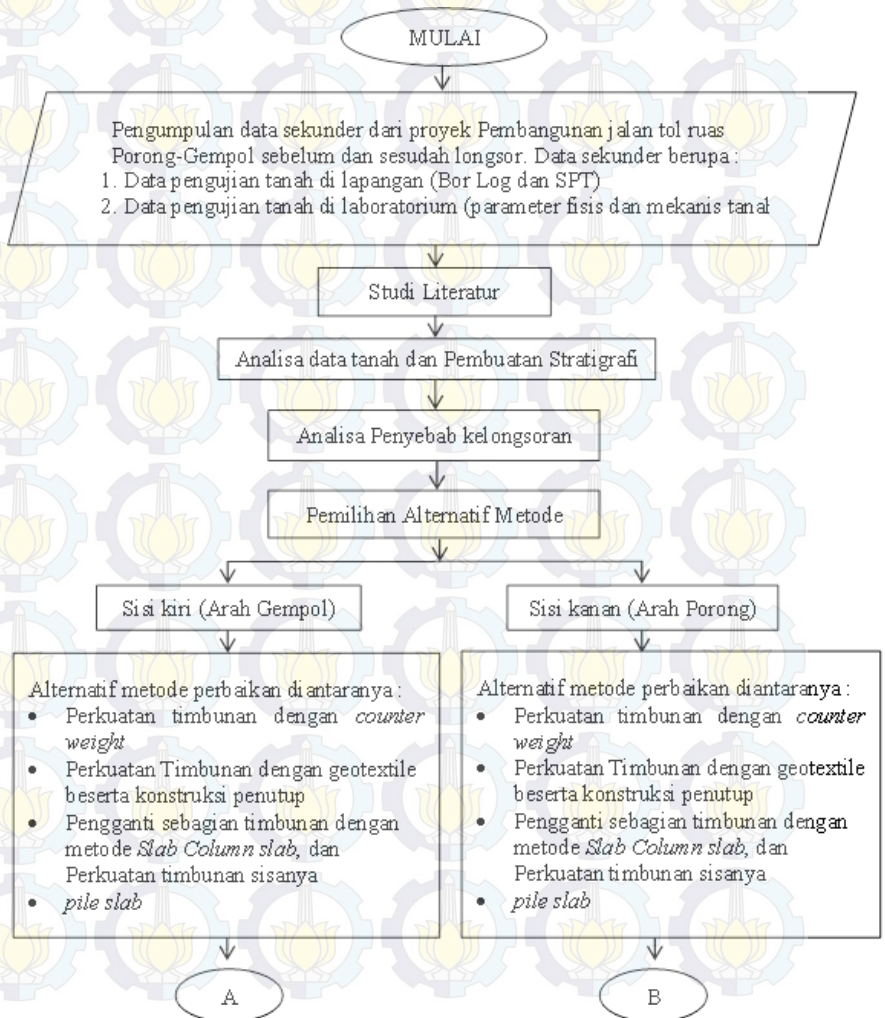 MULAI
Pengumpulan data sekunder dari proyek Pembangunan jalan tol ruas
Porong-Gempol sebelum dan sesudah longsor. Data sekunder berupa :
1. Data pengujian tanah di lapangan (Bor Log dan SPT)
2. Data pengujian tanah di laboratorium (parameter fisis dan mekanis tanal
Studi Literatur
Analisa data tanah dan Pembuatan Stratigrafi
Analisa Penyebab kelongsoran
Pemilihan Alternatif Metode
Sisi kiri (Arah Gempol)
Alternatif metode perbaikan diantaranya :
• Perkuatan timbunan dengan counter
weight
• Perkuatan Timbunan dengan geotextile
beserta konstruksi penutup
• Pengganti sebagian timbunan dengan
metode Slab Column slab, dan
Perkuatan timbunan sisanya
• pile slab
A
Sisi kanan (Arah Porong)
Alternatif metode perbaikan diantaranya :
• Perkuatan timbunan dengan counter
weight
• Perkuatan Timbunan dengan geotextile
beserta konstruksi penutup
• Pengganti sebagian timbunan dengan
metode Slab Column slab, dan
Perkuatan timbunan sisanya
• pile slab
B